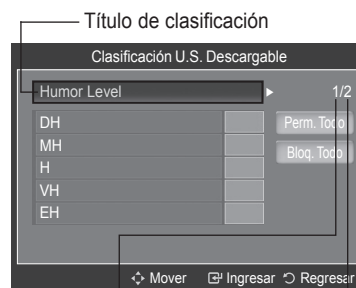 Título de clasificación
Clasificación U.S. Descargable
Humor Level ► 1/2
DH Perm. Todo
MH
Bloq. Todo
H
VH
EH
Mover Ingresar Regresar